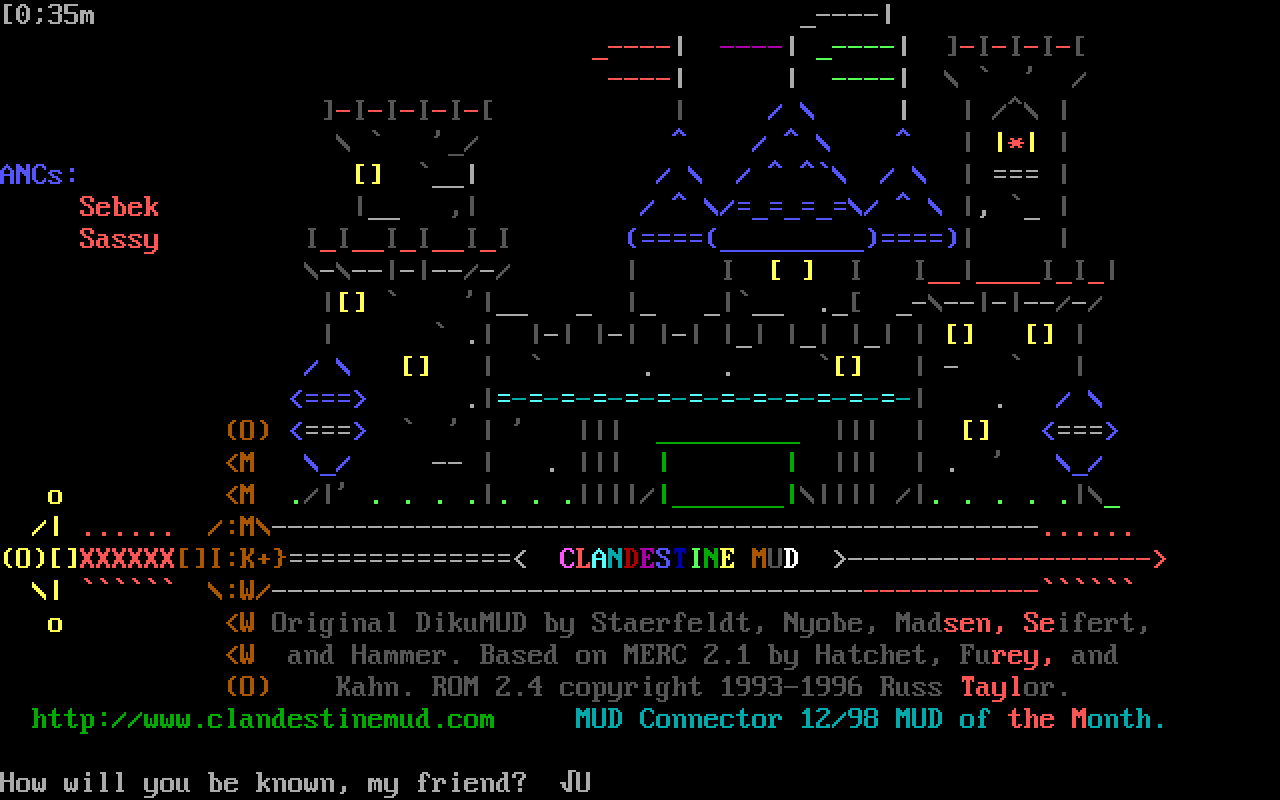 [0;35m
ANCs:
Sebek
Sassy
CLANDESTINE MUD
Original DikuMUD by Staerfeldt, Nyobe, Madsen, Seifert,
and Hammer. Based on MERC 2.1 by Hatchet, Furey, and
Kahn. ROM 2.4 copyright 1993-1996 Russ Taylor.
http://www.clandestinemud.com MUD Connector 12/98 MUD of the Month.
How will you be known, my friend? √U